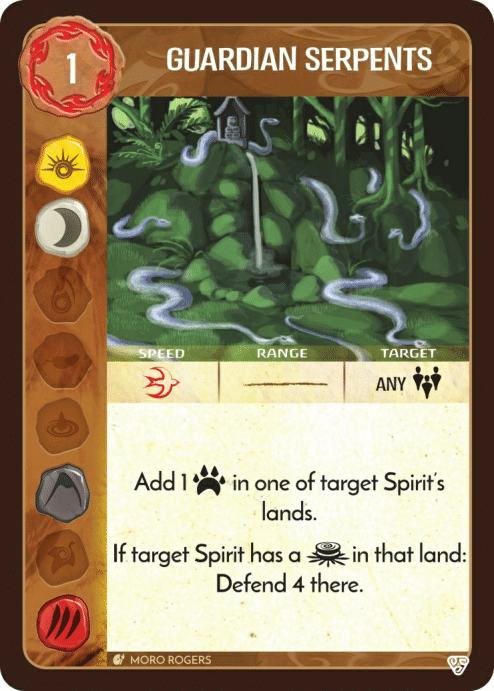 1
GUARDIAN SERPENTS
SPEED RANGE TARGET
ANY
Add 1 in one of target Spirit's
lands.
If target Spirit has a in that land:
Defend 4 there.
MORO ROGERS